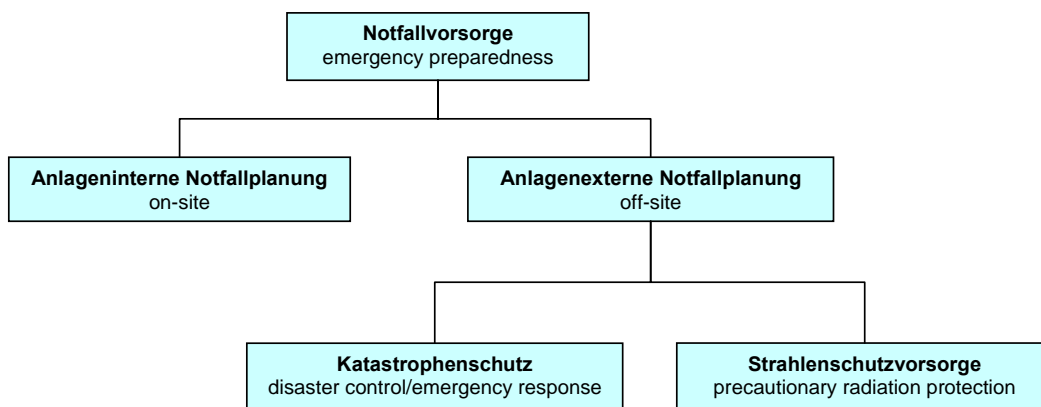 Notfallvorsorge
emergency preparedness
Anlageninterne Notfallplanung
on-site
Anlagenexterne Notfallplanung
off-site
Katastrophenschutz
disaster control/emergency response
Strahlenschutzvorsorge
precautionary radiation protection